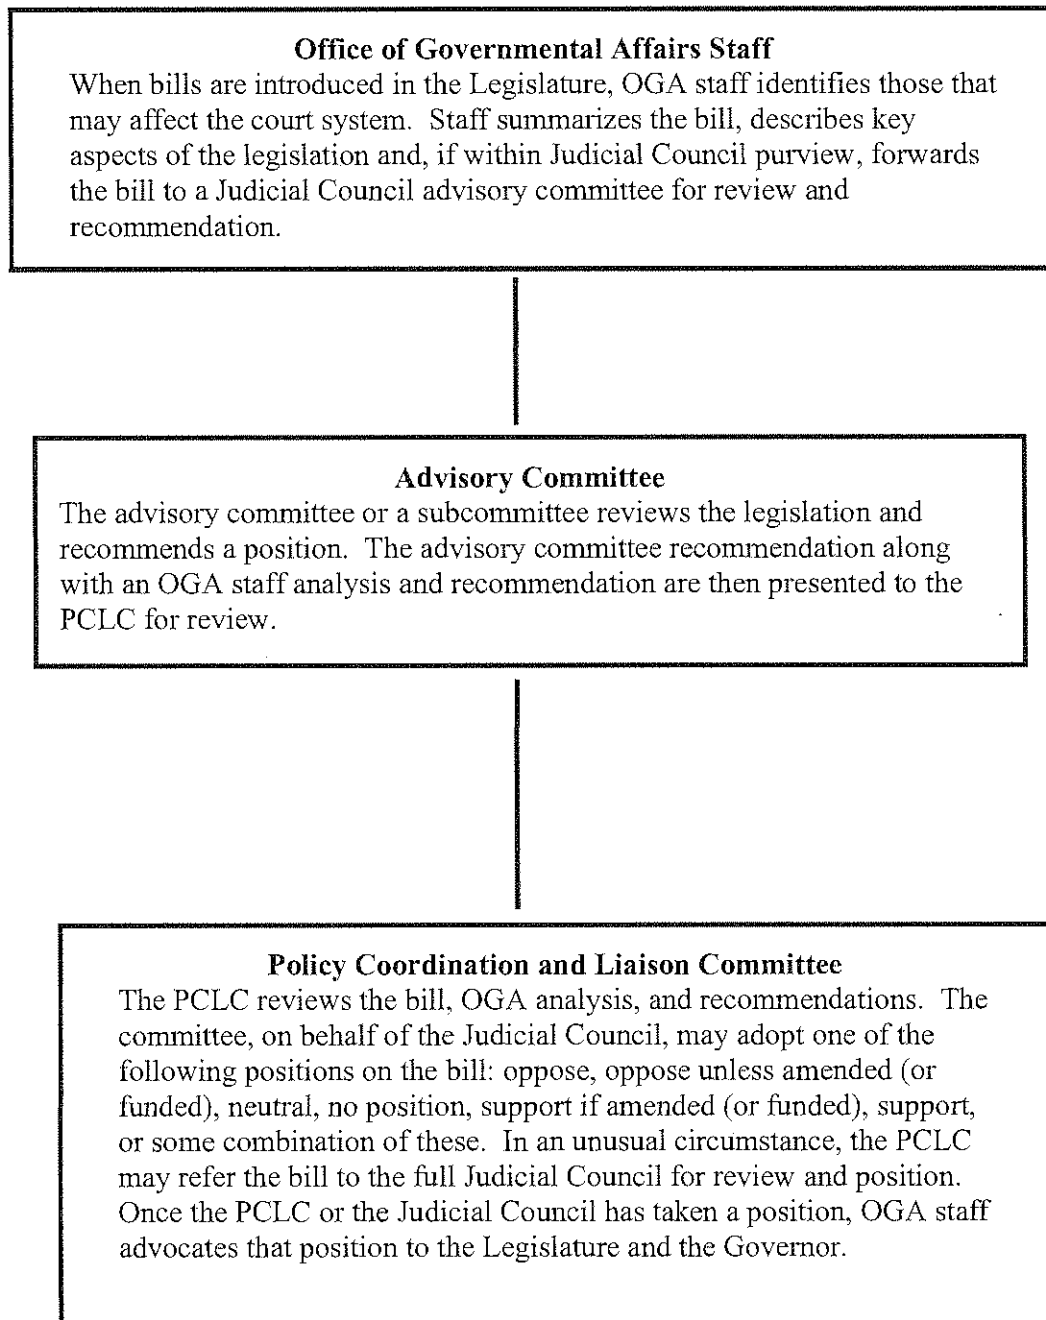 Office of Governmental Affairs Staff
When bills are introduced in the Legislature, OGA staff identifies those that
may affect the court system. Staff summarizes the bill, describes key
aspects of the legislation and, if within Judicial Council purview, forwards
the bill to a Judicial Council advisory committee for review and
recommendation.
Advisory Committee
The advisory committee or a subcommittee reviews the legislation and
recommends a position. The advisory committee recommendation along
with an OGA staff analysis and recommendation are then presented to the
PCLC for review.
Policy Coordination and Liaison Committee
The PCLC reviews the bill, OGA analysis, and recommendations. The
committee, on behalf of the Judicial Council, may adopt one of the
following positions on the bill: oppose, oppose unless amended (or
funded), neutral, no position, support if amended (or funded), support,
or some combination of these. In an unusual circumstance, the PCLC
may refer the bill to the full Judicial Council for review and position.
Once the PCLC or the Judicial Council has taken a position, OGA staff
advocates that position to the Legislature and the Governor.